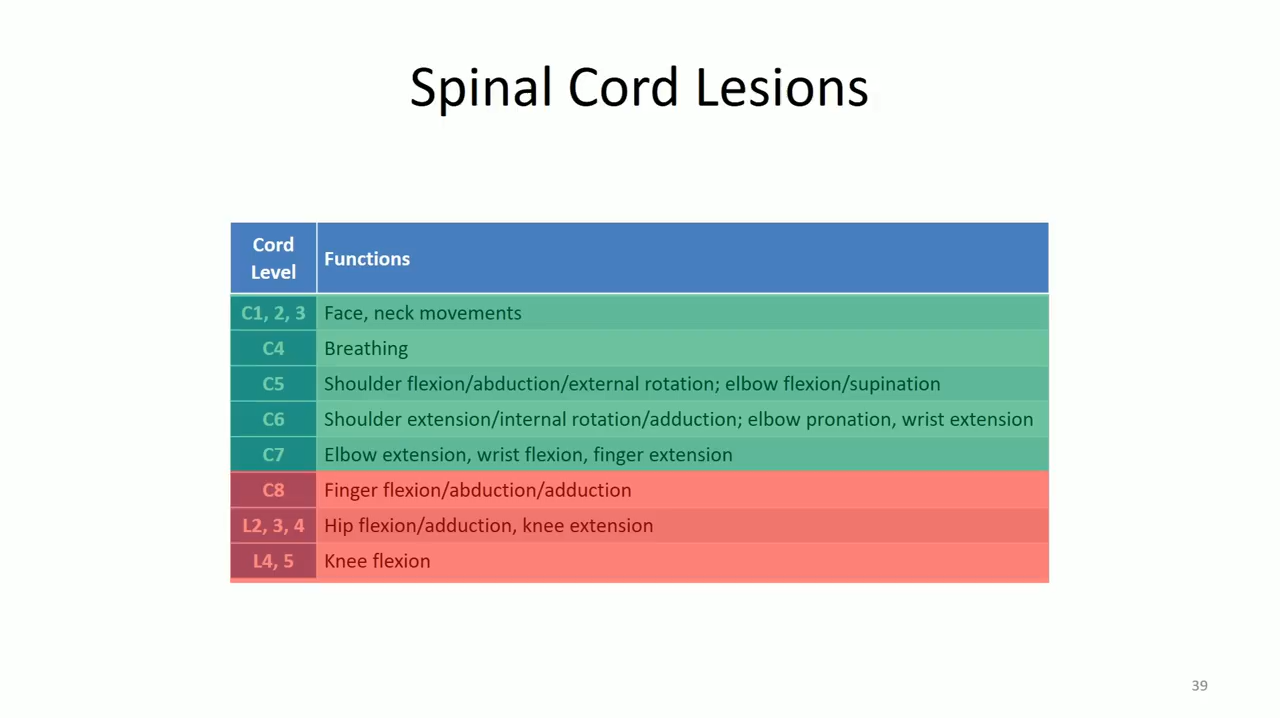 Spinal Cord Lesions
Cord
Level
Functions
C1, 2, 3 Face, neck movements
C4 Breathing
C5 Shoulder flexion/abduction/external rotation; elbow flexion/supination
C6 Shoulder extension/internal rotation/adduction; elbow pronation, wrist extension
C7 Elbow extension, wrist flexion, finger extension
C8 Finger flexion/abduction/adduction
L2, 3, 4 Hip flexion/adduction, knee extension
L4, 5 Knee flexion
39